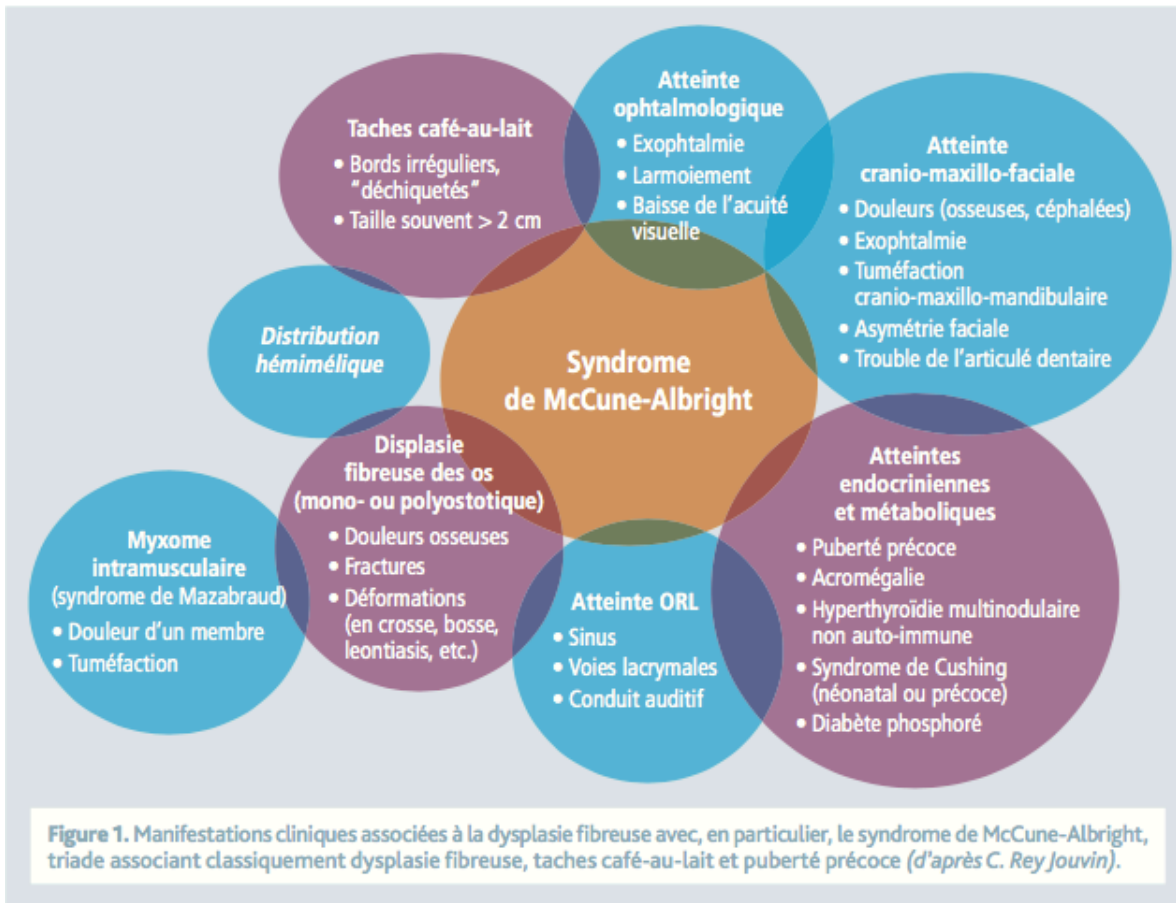 Taches café-au-lait
• Bords irréguliers,
"déchiquetés"
• Taille souvent > 2 cm
Atteinte
ophtalmologique
• Exophtalmie
• Larmoiement
• Baisse de l'acuité
visuelle
Atteinte
cranio-maxillo-faciale
• Douleurs (osseuses, céphalées)
• Exophtalmie
• Tuméfaction
cranio-maxillo-mandibulaire
• Asymétrie faciale
• Trouble de l'articulé dentaire
Distribution
hémimélique
Syndrome
de McCune-Albright
Displasie
fibreuse des os
(mono- ou polyostotique)
• Douleurs osseuses
• Fractures
• Déformations
(en crosse, bosse,
leontiasis, etc.)
Myxome
intramusculaire
(syndrome de Mazabraud)
• Douleur d'un membre
• Tuméfaction
Atteinte ORL
• Sinus
• Voies lacrymales
• Conduit auditif
Atteintes
endocriniennes
et métaboliques
• Puberté précoce
• Acromégalie
• Hyperthyroïdie multinodulaire
non auto-immune
• Syndrome de Cushing
(néonatal ou précoce)
• Diabète phosphoré
Figure 1. Manifestations cliniques associées à la dysplasie fibreuse avec, en particulier, le syndrome de McCune-Albright,
triade associant classiquement dysplasie fibreuse, taches café-au-lait et puberté précoce (d'après C. Rey Jouvin).